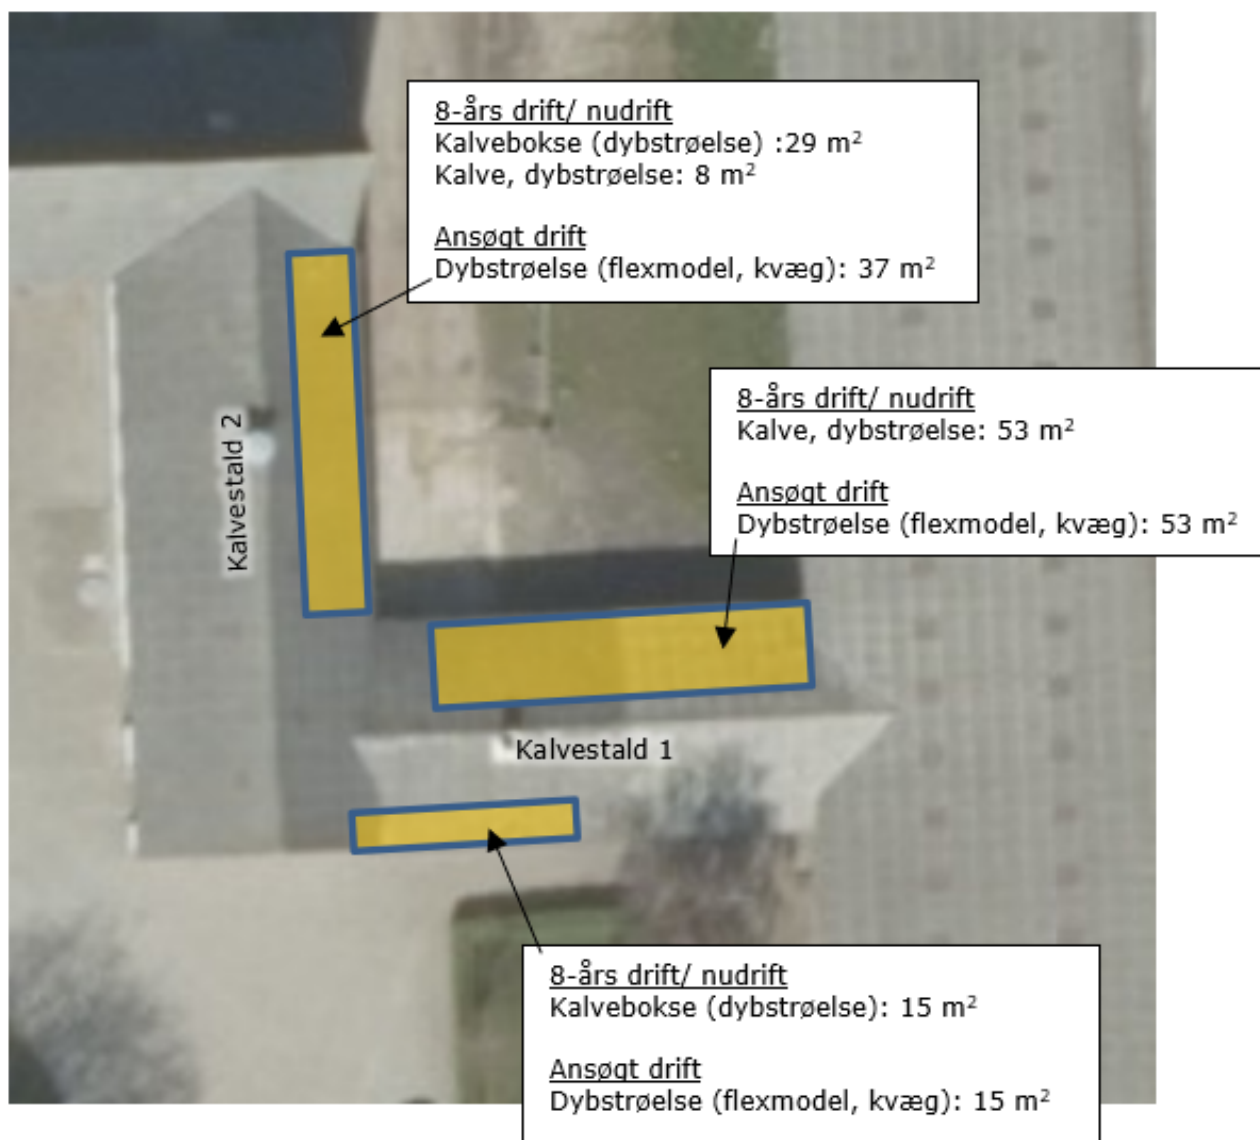 8-års drift/ nudrift
Kalvebokse (dybstrøelse) :29 m²
Kalve, dybstrøelse: 8 m²
Ansøgt drift
Dybstrøelse (flexmodel, kvæg): 37 m²
8-års drift/ nudrift
Kalve, dybstrøelse: 53 m²
Ansøgt drift
Dybstrøelse (flexmodel, kvæg): 53 m²
Kalvestald 2
Kalvestald 1
8-års drift/ nudrift
Kalvebokse (dybstrøelse): 15 m²
Ansøgt drift
Dybstrøelse (flexmodel, kvæg): 15 m²